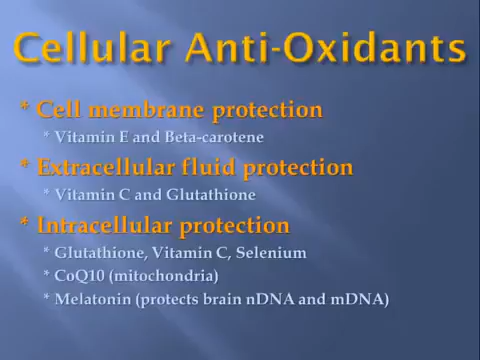 Cellular Anti-Oxidants
* Cell membrane protection
* Vitamin E and Beta-carotene
* Extracellular fluid protection
* Vitamin C and Glutathione
* Intracellular protection
* Glutathione, Vitamin C, Selenium
* CoQ10 (mitochondria)
* Melatonin (protects brain nDNA and mDNA)